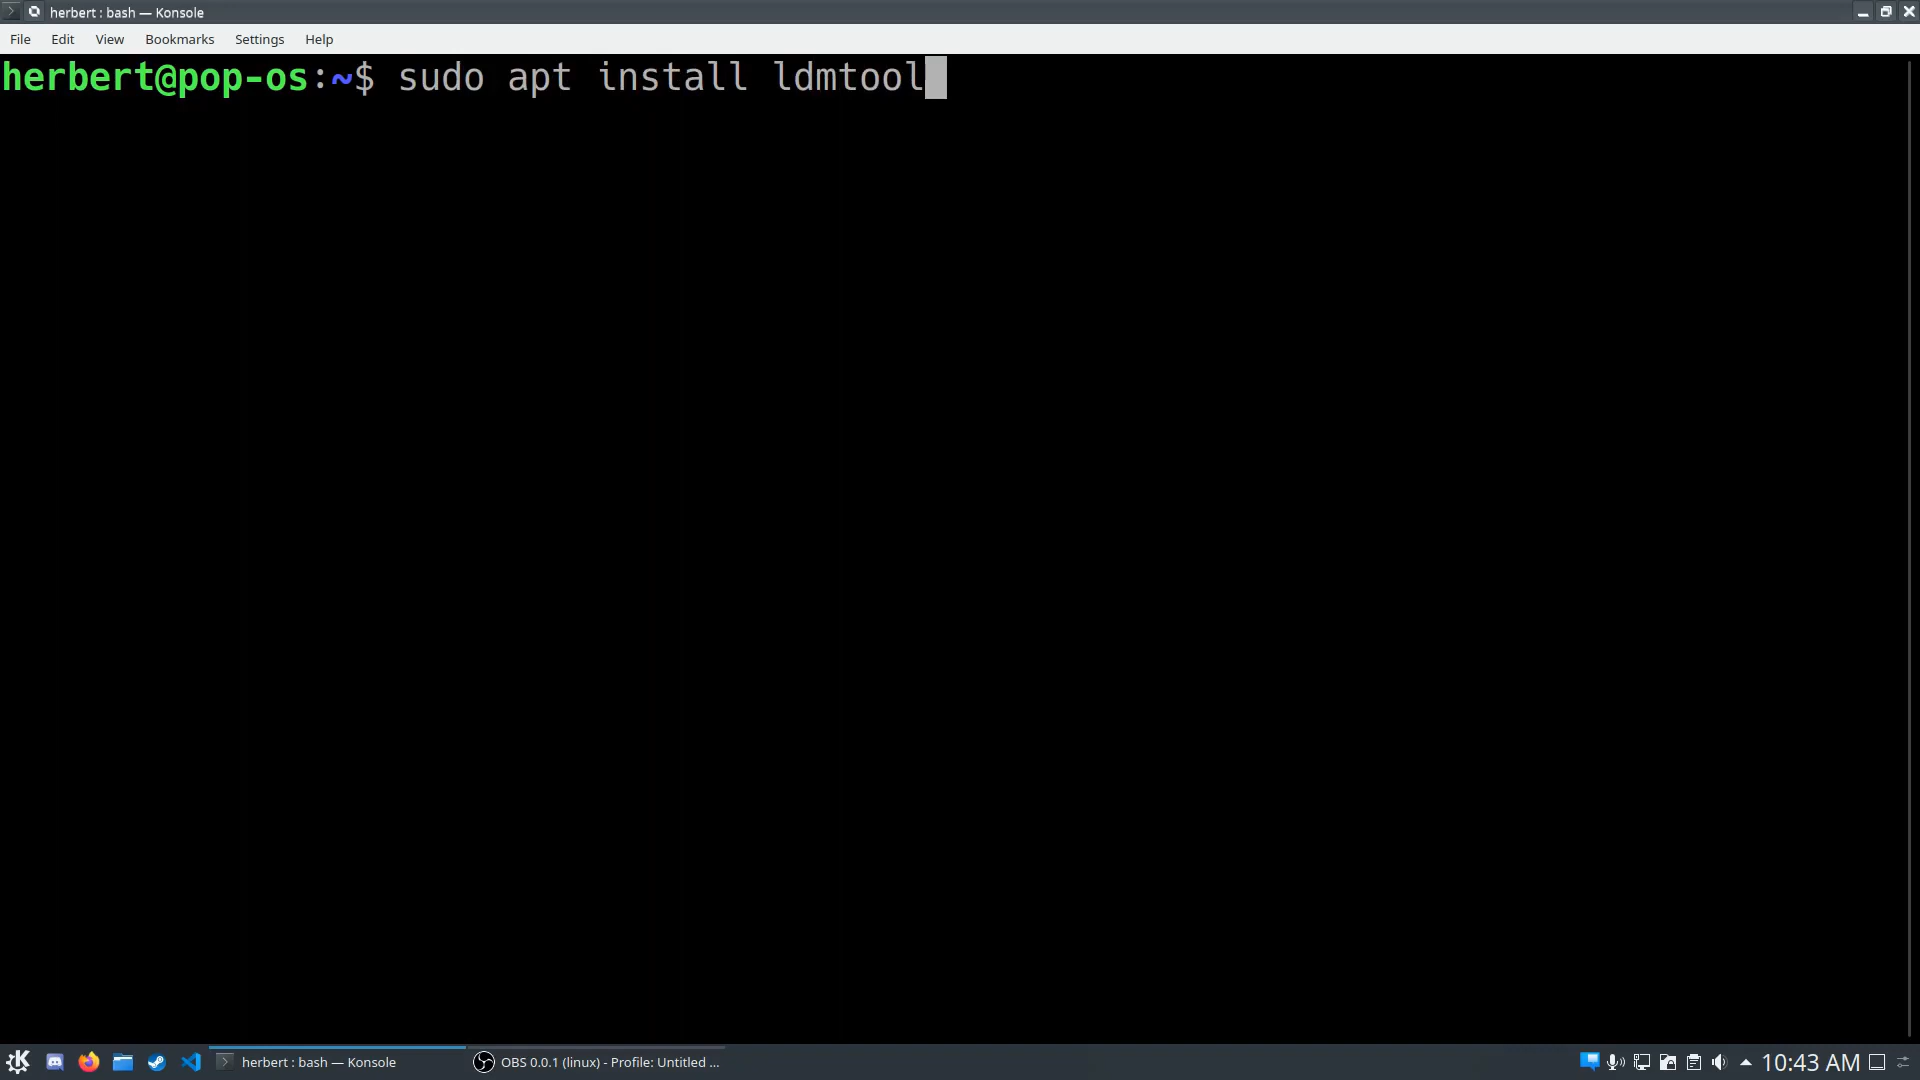 herbert : bash — Konsole
File Edit View Bookmarks Settings Help
herbert@pop-os:~$ sudo apt install ldmtool
herbert : bash — Konsole OBS 0.0.1 (linux) - Profile: Untitled ... 10:43 AM